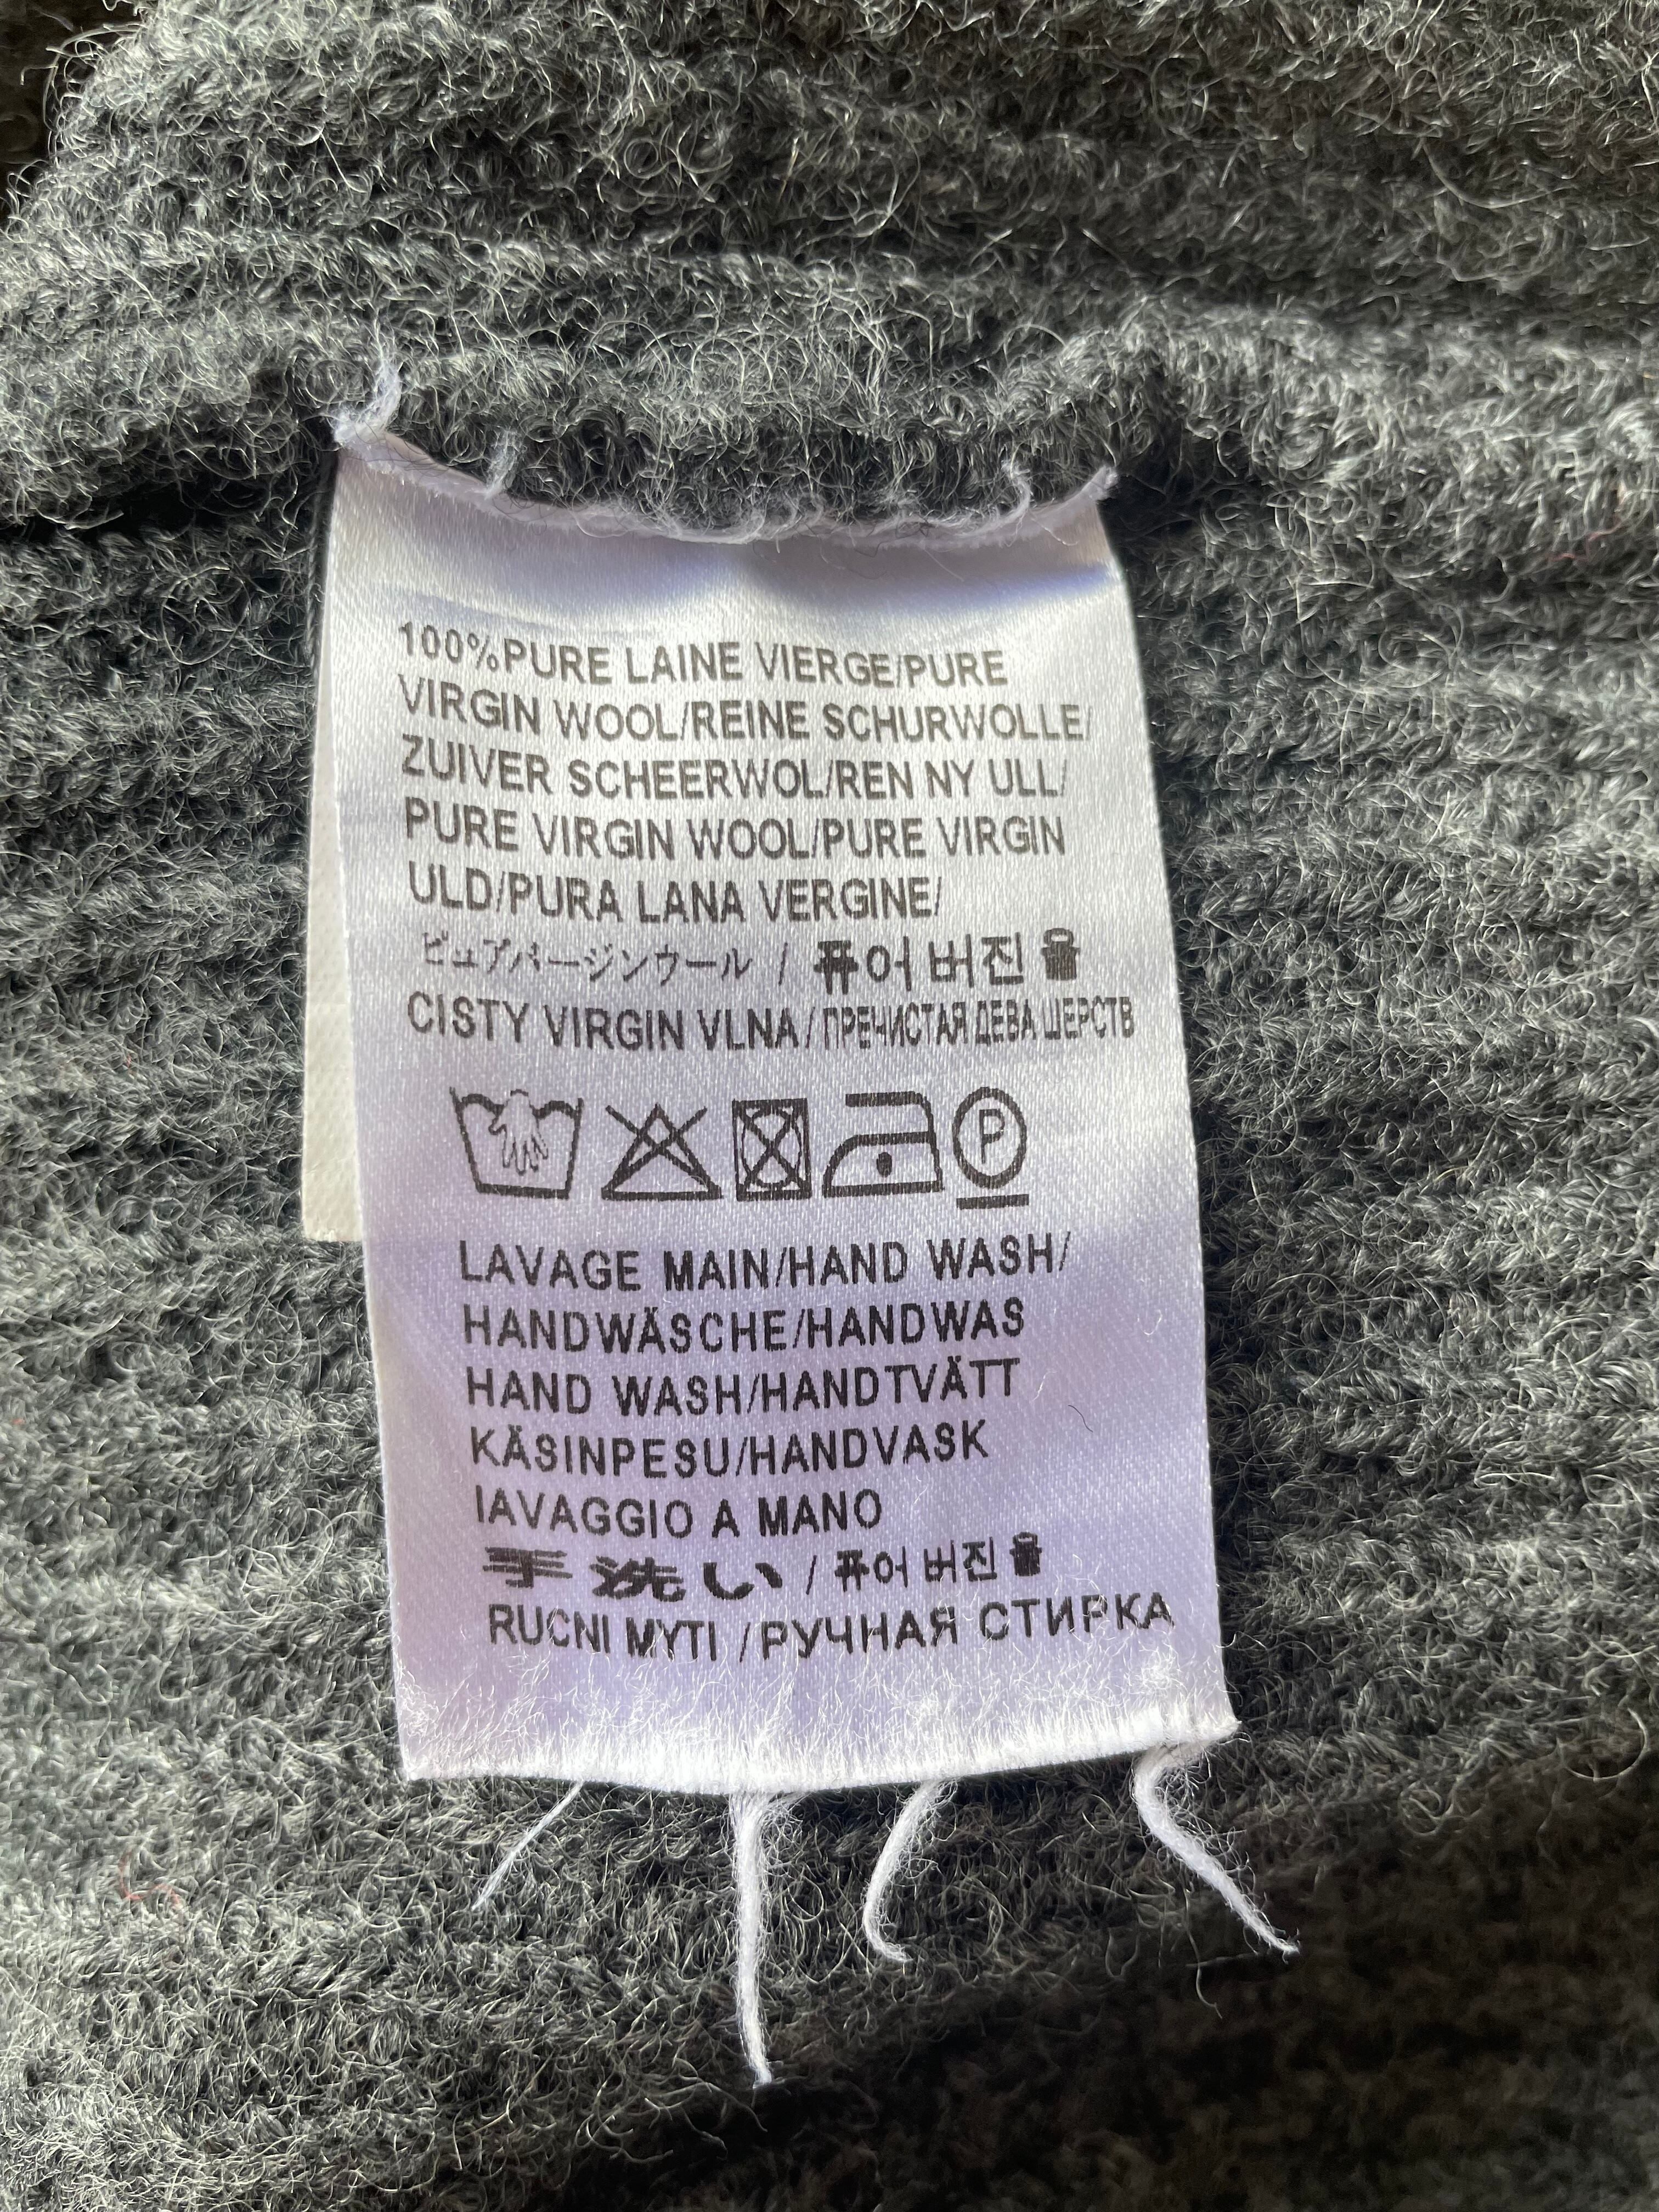 100%PURE LAINE VIERGE/PURE
VIRGIN WOOL/REINE SCHURWOLLE/
ZUIVER SCHEERWOL/REN NY ULL/
PURE VIRGIN WOOL/PURE VIRGIN
ULD/PURA LANA VERGINE/
ピュアバージンウール / 퓨어 버진 울
CISTY VIRGIN VLNA/ПРЕЧИСТАЯ ДЕВА ШЕРСТВ
P
LAVAGE MAIN/HAND WASH/
HANDWÄSCHE/HANDWAS
HAND WASH/HANDTVÄTT
KÄSINPESU/HANDVASK
IAVAGGIO A MANO
手洗い / 퓨어 버진 울
RUCNI MYTI /РУЧНАЯ СТИРКА